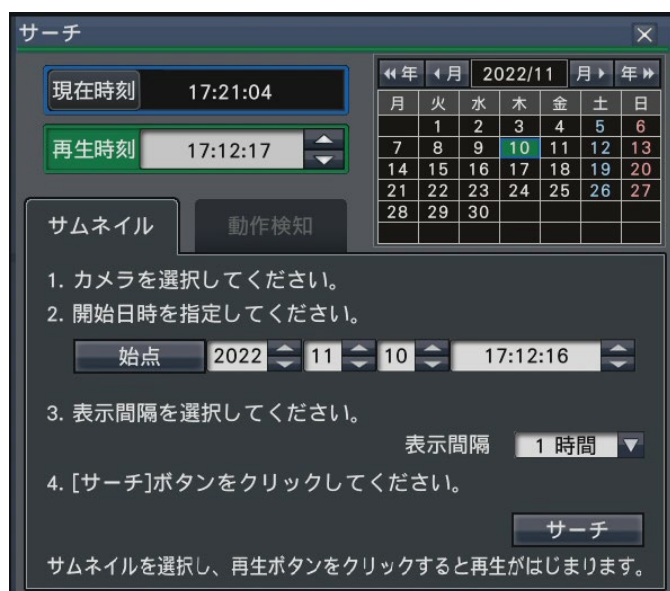 サーチ
現在時刻 17:21:04
再生時刻 17:12:17
年 月 2022/11 月 年
月 火 水 木 金 土 日
1 2 3 4 5 6
7 8 9 10 11 12 13
14 15 16 17 18 19 20
21 22 23 24 25 26 27
28 29 30
サムネイル 動作検知
1. カメラを選択してください。
2. 開始日時を指定してください。
始点 2022 11 10 17:12:16
3. 表示間隔を選択してください。
表示間隔 1 時間
4. [サーチ]ボタンをクリックしてください。
サーチ
サムネイルを選択し、再生ボタンをクリックすると再生がはじまります。